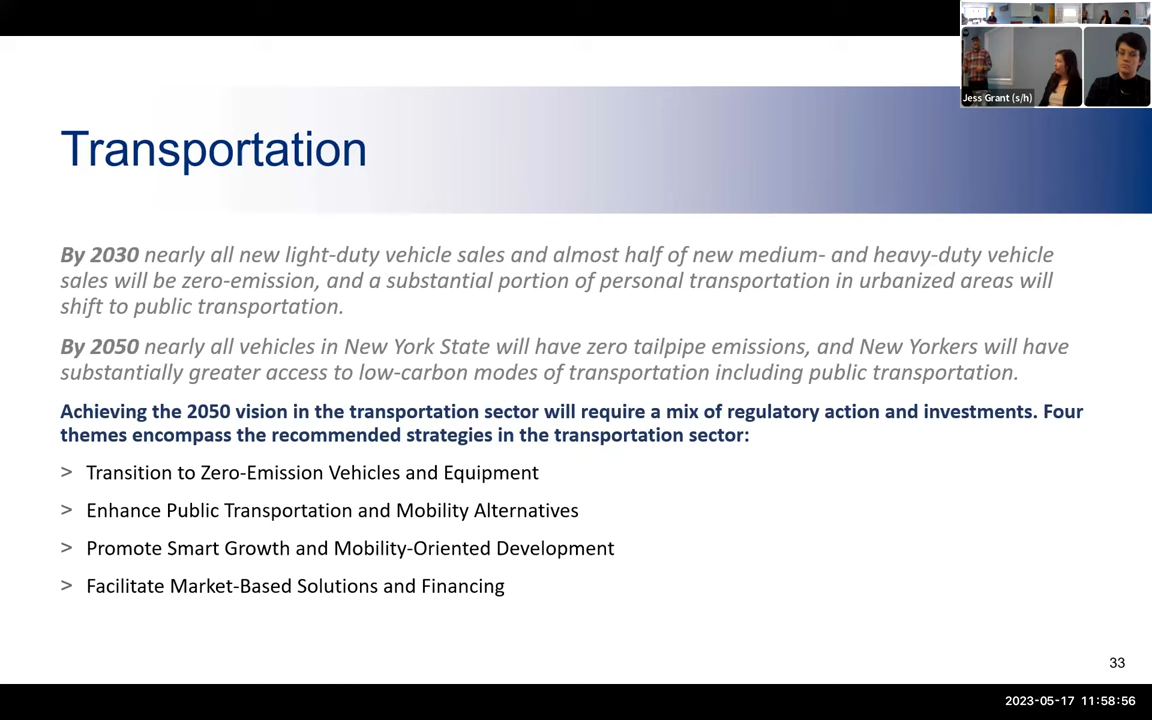 Jess Grant (s/h)
Transportation
By 2030 nearly all new light-duty vehicle sales and almost half of new medium- and heavy-duty vehicle
sales will be zero-emission, and a substantial portion of personal transportation in urbanized areas will
shift to public transportation.
By 2050 nearly all vehicles in New York State will have zero tailpipe emissions, and New Yorkers will have
substantially greater access to low-carbon modes of transportation including public transportation.
Achieving the 2050 vision in the transportation sector will require a mix of regulatory action and investments. Four
themes encompass the recommended strategies in the transportation sector:
> Transition to Zero-Emission Vehicles and Equipment
> Enhance Public Transportation and Mobility Alternatives
> Promote Smart Growth and Mobility-Oriented Development
> Facilitate Market-Based Solutions and Financing
33
2023-05-17 11:58:56